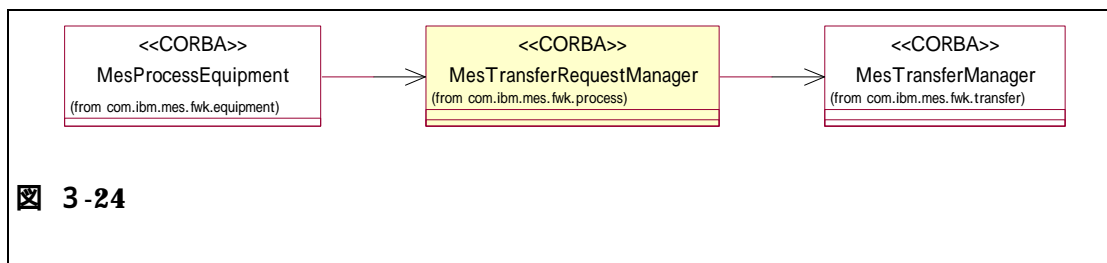 <<CORBA>>
MesProcessEquipment
(from com.ibm.mes.fwk.equipment)
<<CORBA>>
MesTransferRequestManager
(from com.ibm.mes.fwk.process)
<<CORBA>>
MesTransferManager
(from com.ibm.mes.fwk.transfer)
図 3-24